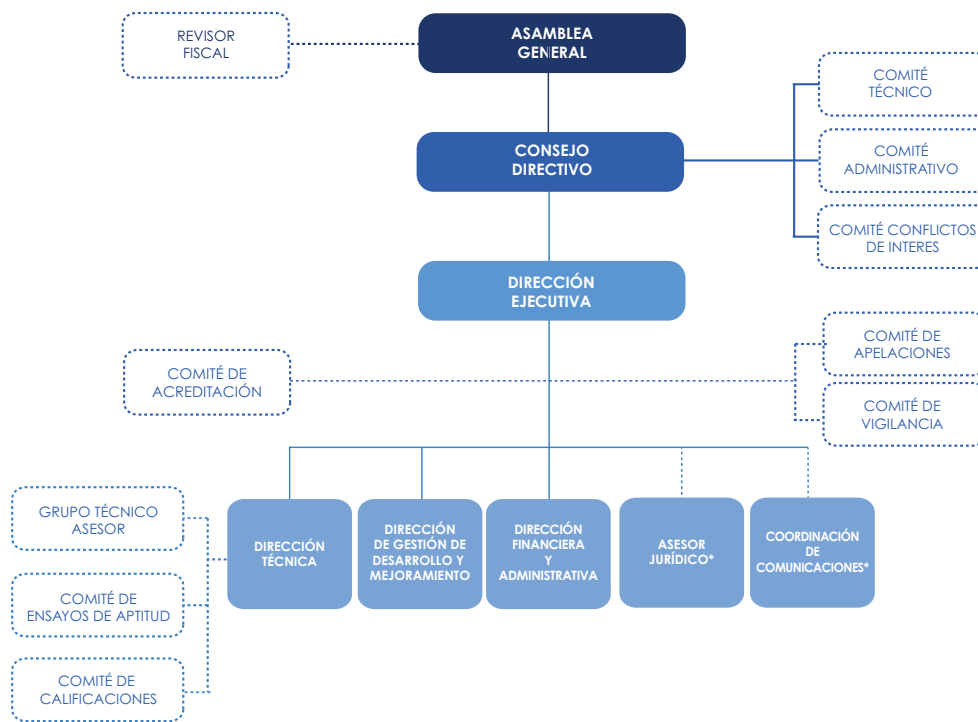 REVISOR
FISCAL
ASAMBLEA
GENERAL
COMITÉ
TÉCNICO
CONSEJO
DIRECTIVO
COMITÉ
ADMINISTRATIVO
COMITÉ CONFLICTOS
DE INTERES
DIRECCIÓN
EJECUTIVA
COMITÉ DE
APELACIONES
COMITÉ DE
ACREDITACIÓN
COMITÉ DE
VIGILANCIA
GRUPO TÉCNICO
ASESOR
COMITÉ DE
ENSAYOS DE APTITUD
COMITÉ DE
CALIFICACIONES
DIRECCIÓN
TÉCNICA
DIRECCIÓN
DE GESTIÓN DE
DESARROLLO Y
MEJORAMIENTO
DIRECCIÓN
FINANCIERA
Y
ADMINISTRATIVA
ASESOR
JURÍDICO*
COORDINACIÓN
DE
COMUNICACIONES*